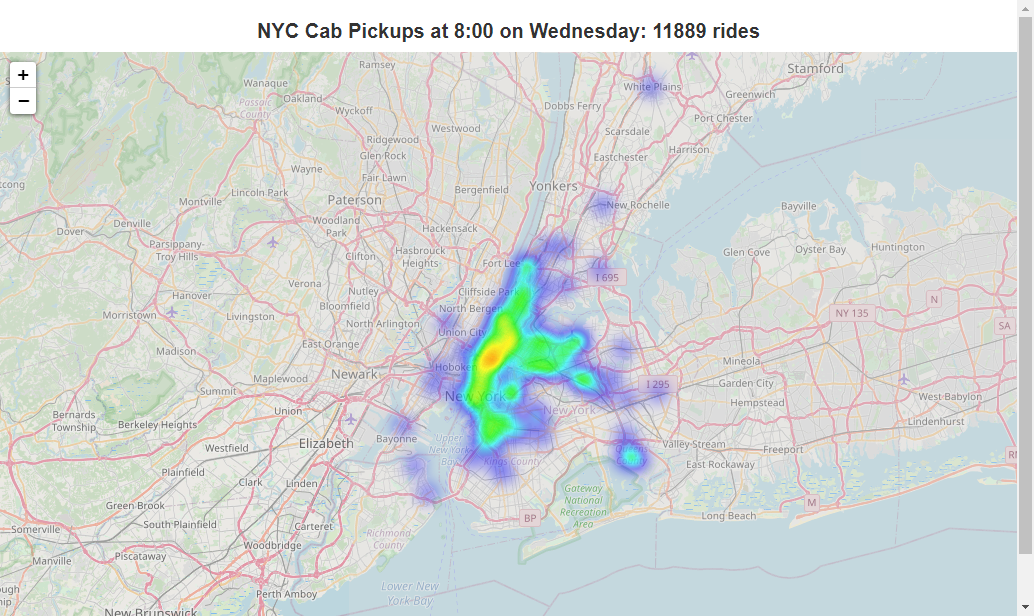 NYC Cab Pickups at 8:00 on Wednesday: 11889 rides
+
−
Ramsey
Stamford
White Plains
Wanaque
Greenwich
Passaic
County
Oakland
Wyckoff
Dobbs Ferry
Port Chester
Westwood
Scarsdale
Ridgewood
Harrison
Glen Rock
Eastchester
Wayne
Fair Lawn
Yonkers
Lincoln Park
Bergenfield
Paterson
Montville
New Rochelle
Bayville
Denville
Woodland
Park
Hackensack
Dover
Parsippany-
Troy Hills
Hasbrouck
Heights
Clifton
Glen Cove
Oyster Bay
Huntington
Fort Lee
I 695
Verona
Nutley
Cliffside Park
Hanover
Bloomfield
North Bergen
NY 135
N
Morristown
Livingston
North Arlington
Union City
SA
East Orange
Madison
Mineola
Newark
Hoboken
Maplewood
I 295
Garden City
Summit
New York
West Babylon
Hempstead
Bernards
Township
Union
New York
Berkeley Heights
Lindenhurst
Elizabeth
Bayonne
Upper
New York
Bay
Valley Stream
Freeport
Westfield
Kings County
East Rockaway
Plainfield
Clark
Linden
Gateway
National
Recreation
Area
Green Brook
M
South Plainfield
Carteret
BP
Long Beach
Somerville
Richmond
County
Woodbridge
Piscataway
Manville
Perth Amboy
Lower New
York Bay
New Brunswick